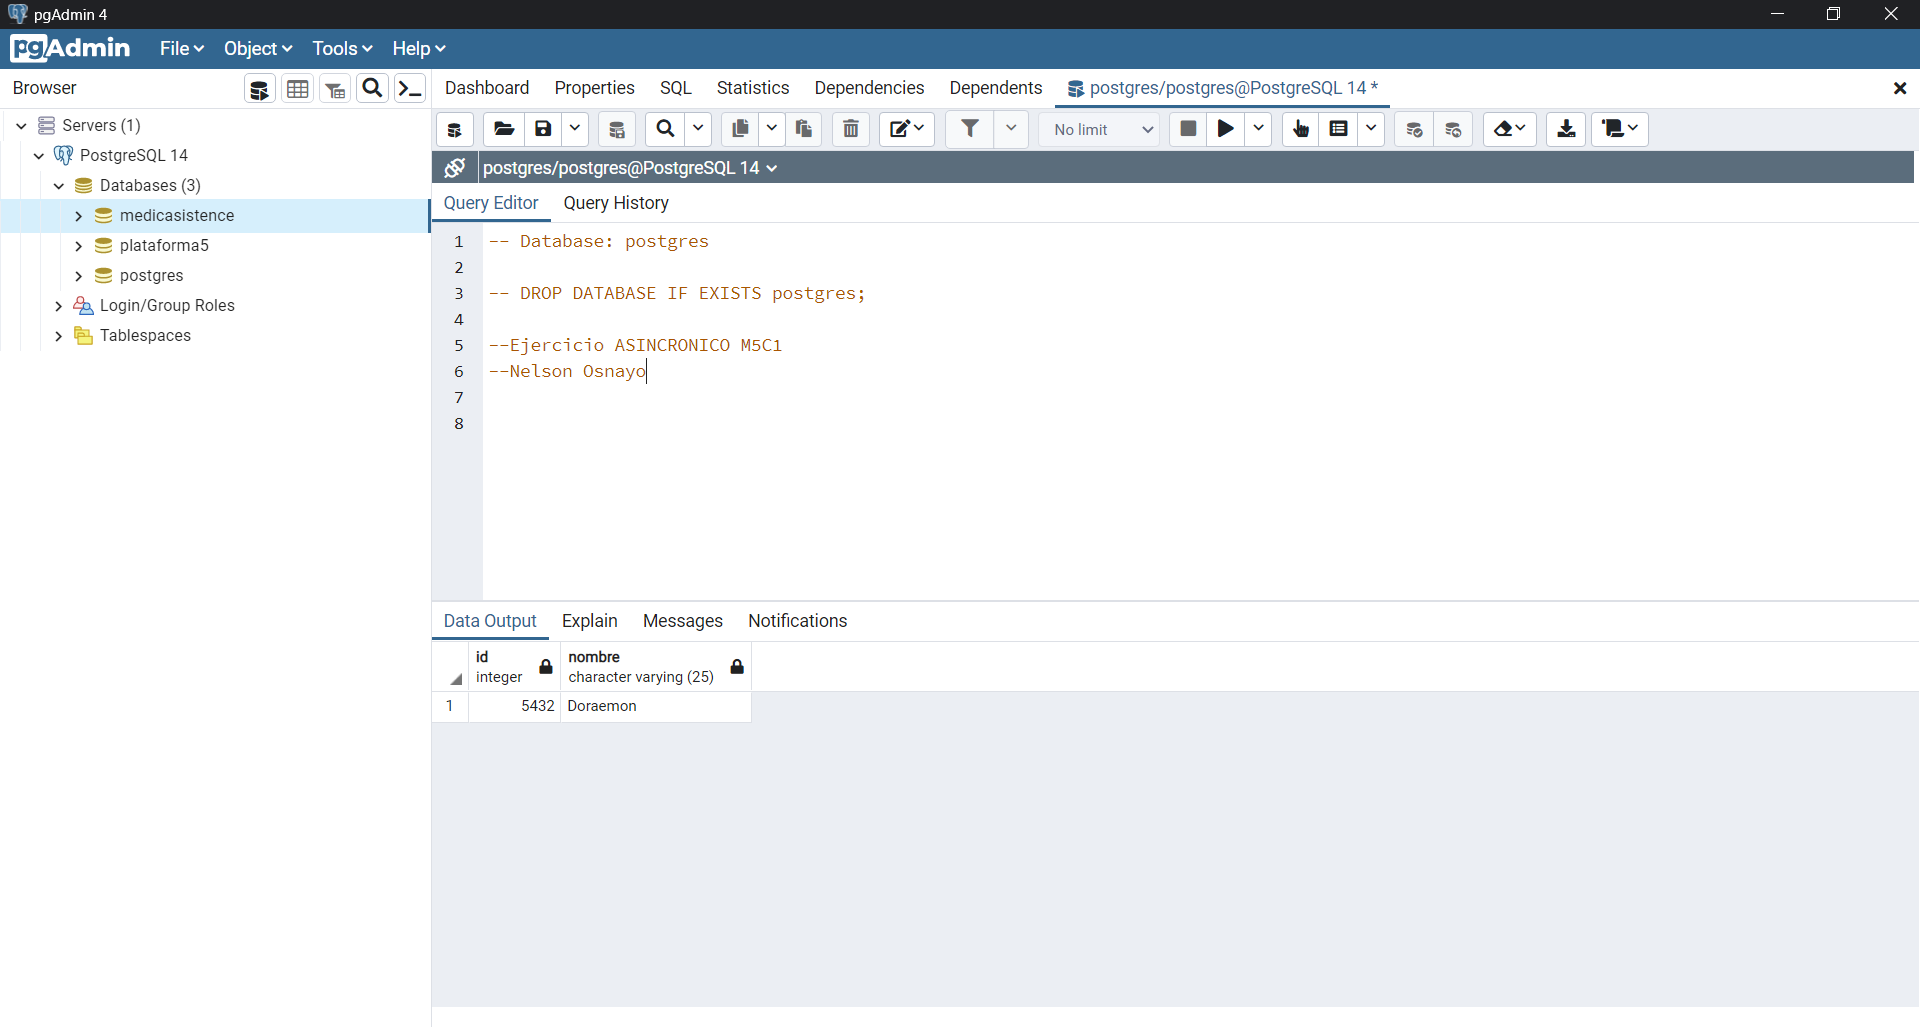 pgAdmin 4
pgAdmin File Object Tools Help
Browser
Dashboard Properties SQL Statistics Dependencies Dependents postgres/postgres@PostgreSQL 14 *
Servers (1)
PostgreSQL 14
Databases (3)
medicasistence
plataforma5
postgres
Login/Group Roles
Tablespaces
No limit
postgres/postgres@PostgreSQL 14
Query Editor Query History
1 -- Database: postgres
2
3 -- DROP DATABASE IF EXISTS postgres;
4
5 --Ejercicio ASINCRONICO M5C1
6 --Nelson Osnayo
7
8
Data Output Explain Messages Notifications
id nombre
integer character varying (25)
1 5432 Doraemon